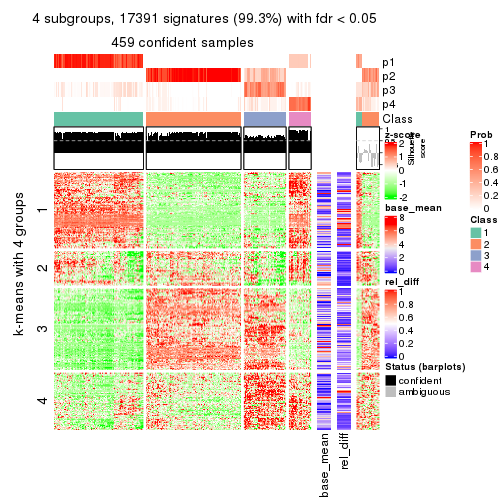 4 subgroups, 17391 signatures (99.3%) with fdr < 0.05
459 confident samples
p1
p2
p3
p4
Class
1
Silhouette
score
z-score
2
1
0
-1
-2
base_mean
8
6
4
2
0
rel_diff
1
0.8
0.6
0.4
0.2
0
Status (barplots)
confident
ambiguous
Prob
1
0.8
0.6
0.4
0.2
0
Class
1
2
3
4
k-means with 4 groups
1
2
3
4
base_mean
rel_diff